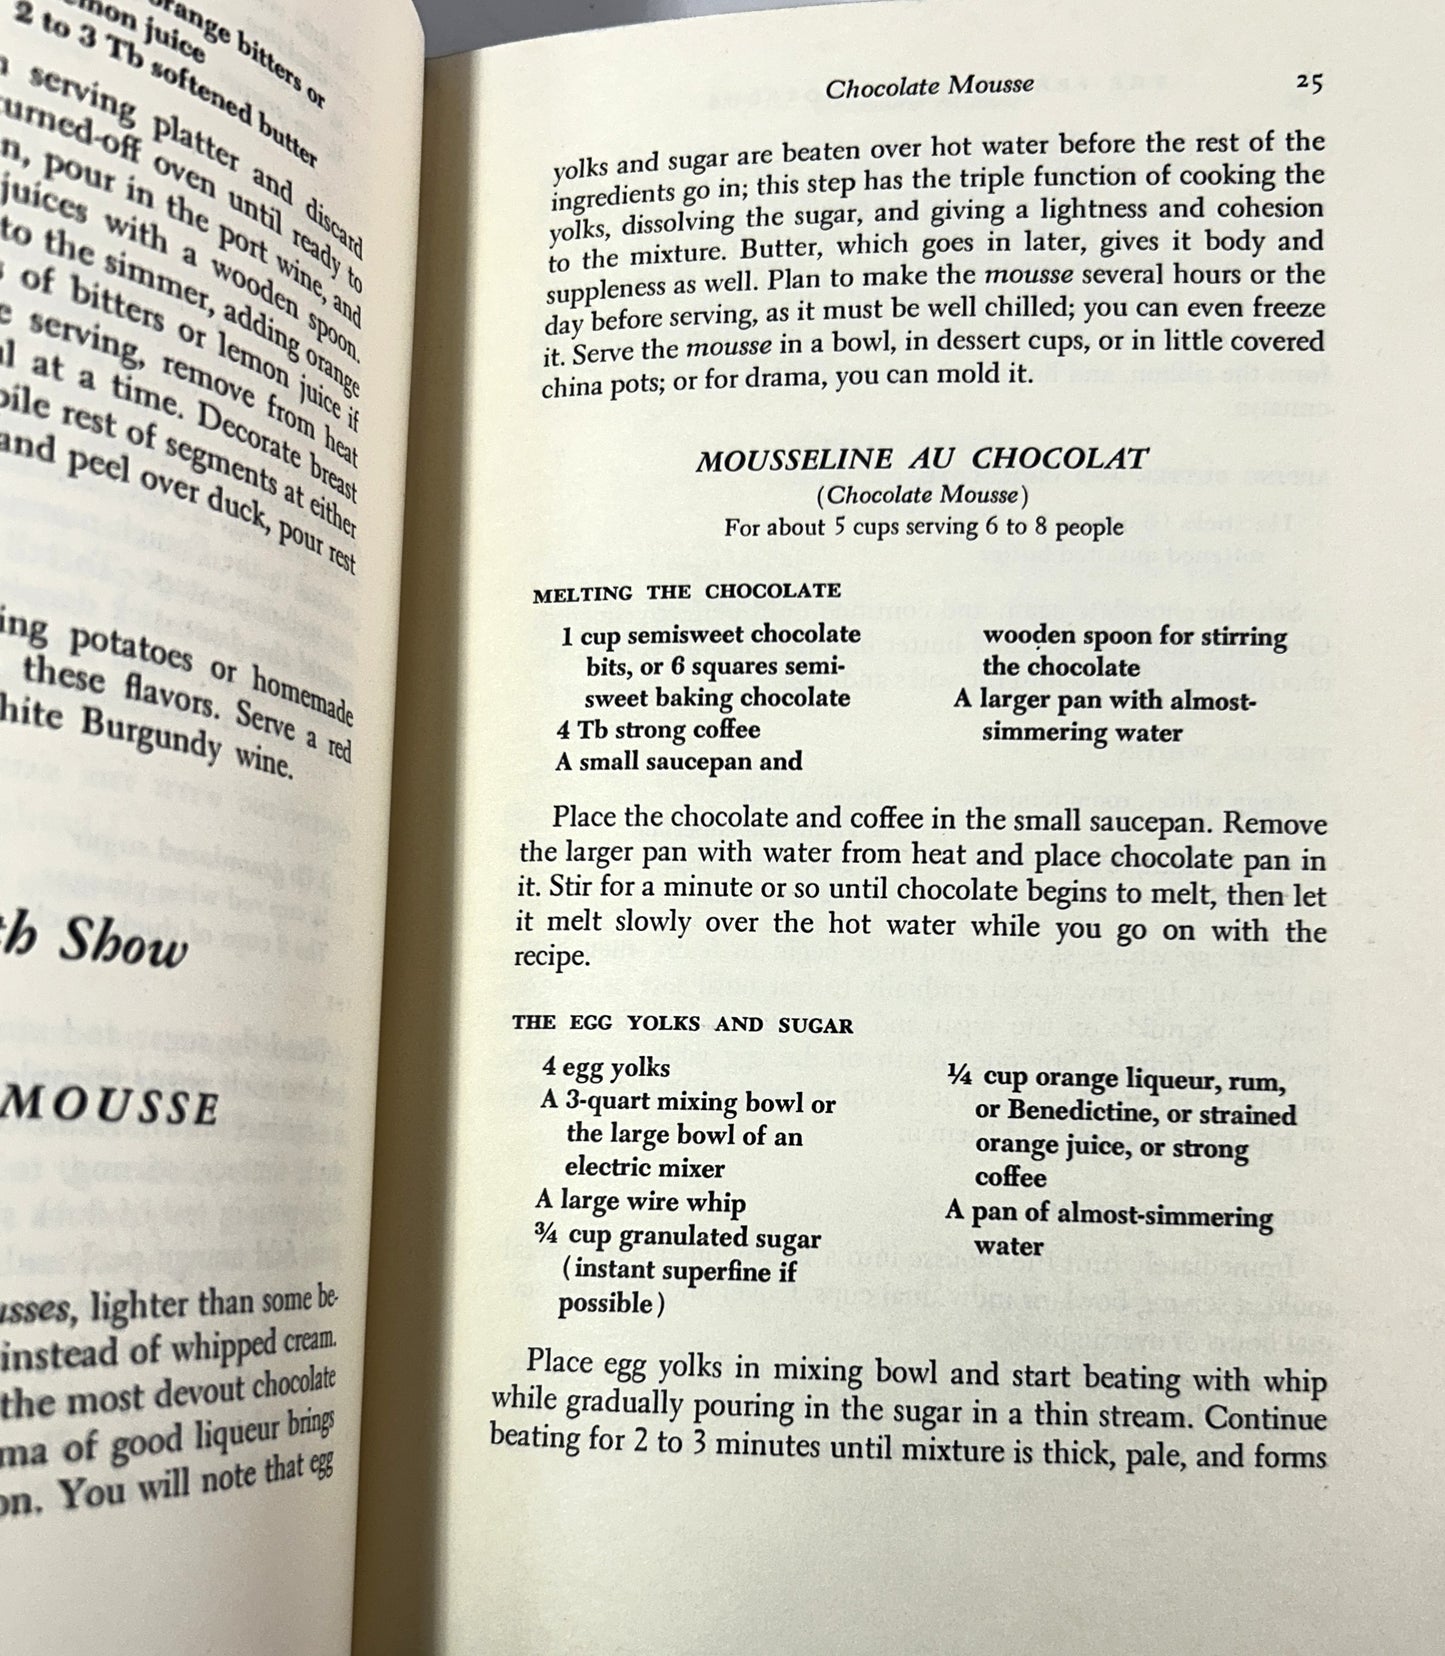 orange bitters or
lemon juice
2 to 3 Tb softened butter
serving platter and discard
turned-off oven until ready to
pour in the port wine, and
juices with a wooden spoon.
to the simmer, adding orange
of bitters or lemon juice if
serving, remove from heat
at a time. Decorate breast
pile rest of segments at either
and peel over duck, pour rest
potatoes or homemade
these flavors. Serve a red
white Burgundy wine.
Show
MOUSSE
lighter than some be-
instead of whipped cream.
the most devout chocolate
of good liqueur brings
You will note that egg
Chocolate Mousse 25
yolks and sugar are beaten over hot water before the rest of the
ingredients go in; this step has the triple function of cooking the
yolks, dissolving the sugar, and giving a lightness and cohesion
to the mixture. Butter, which goes in later, gives it body and
suppleness as well. Plan to make the mousse several hours or the
day before serving, as it must be well chilled; you can even freeze
it. Serve the mousse in a bowl, in dessert cups, or in little covered
china pots; or for drama, you can mold it.
MOUSSELINE AU CHOCOLAT
(Chocolate Mousse)
For about 5 cups serving 6 to 8 people
MELTING THE CHOCOLATE
1 cup semisweet chocolate
bits, or 6 squares semi-
sweet baking chocolate
4 Tb strong coffee
A small saucepan and
wooden spoon for stirring
the chocolate
A larger pan with almost-
simmering water
Place the chocolate and coffee in the small saucepan. Remove
the larger pan with water from heat and place chocolate pan in
it. Stir for a minute or so until chocolate begins to melt, then let
it melt slowly over the hot water while you go on with the
recipe.
THE EGG YOLKS AND SUGAR
4 egg yolks
A 3-quart mixing bowl or
the large bowl of an
electric mixer
A large wire whip
¾ cup granulated sugar
(instant superfine if
possible)
¼ cup orange liqueur, rum,
or Benedictine, or strained
orange juice, or strong
coffee
A pan of almost-simmering
water
Place egg yolks in mixing bowl and start beating with whip
while gradually pouring in the sugar in a thin stream. Continue
beating for 2 to 3 minutes until mixture is thick, pale, and forms